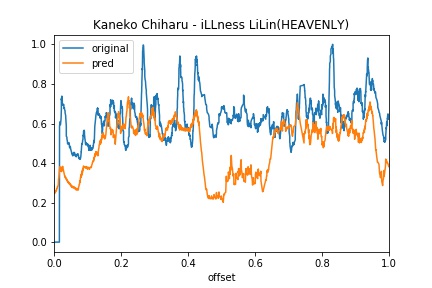 Kaneko Chiharu - iLLness LiLin(HEAVENLY)
original
pred
1.0
0.8
0.6
0.4
0.2
0.0
0.0 0.2 0.4 0.6 0.8 1.0
offset